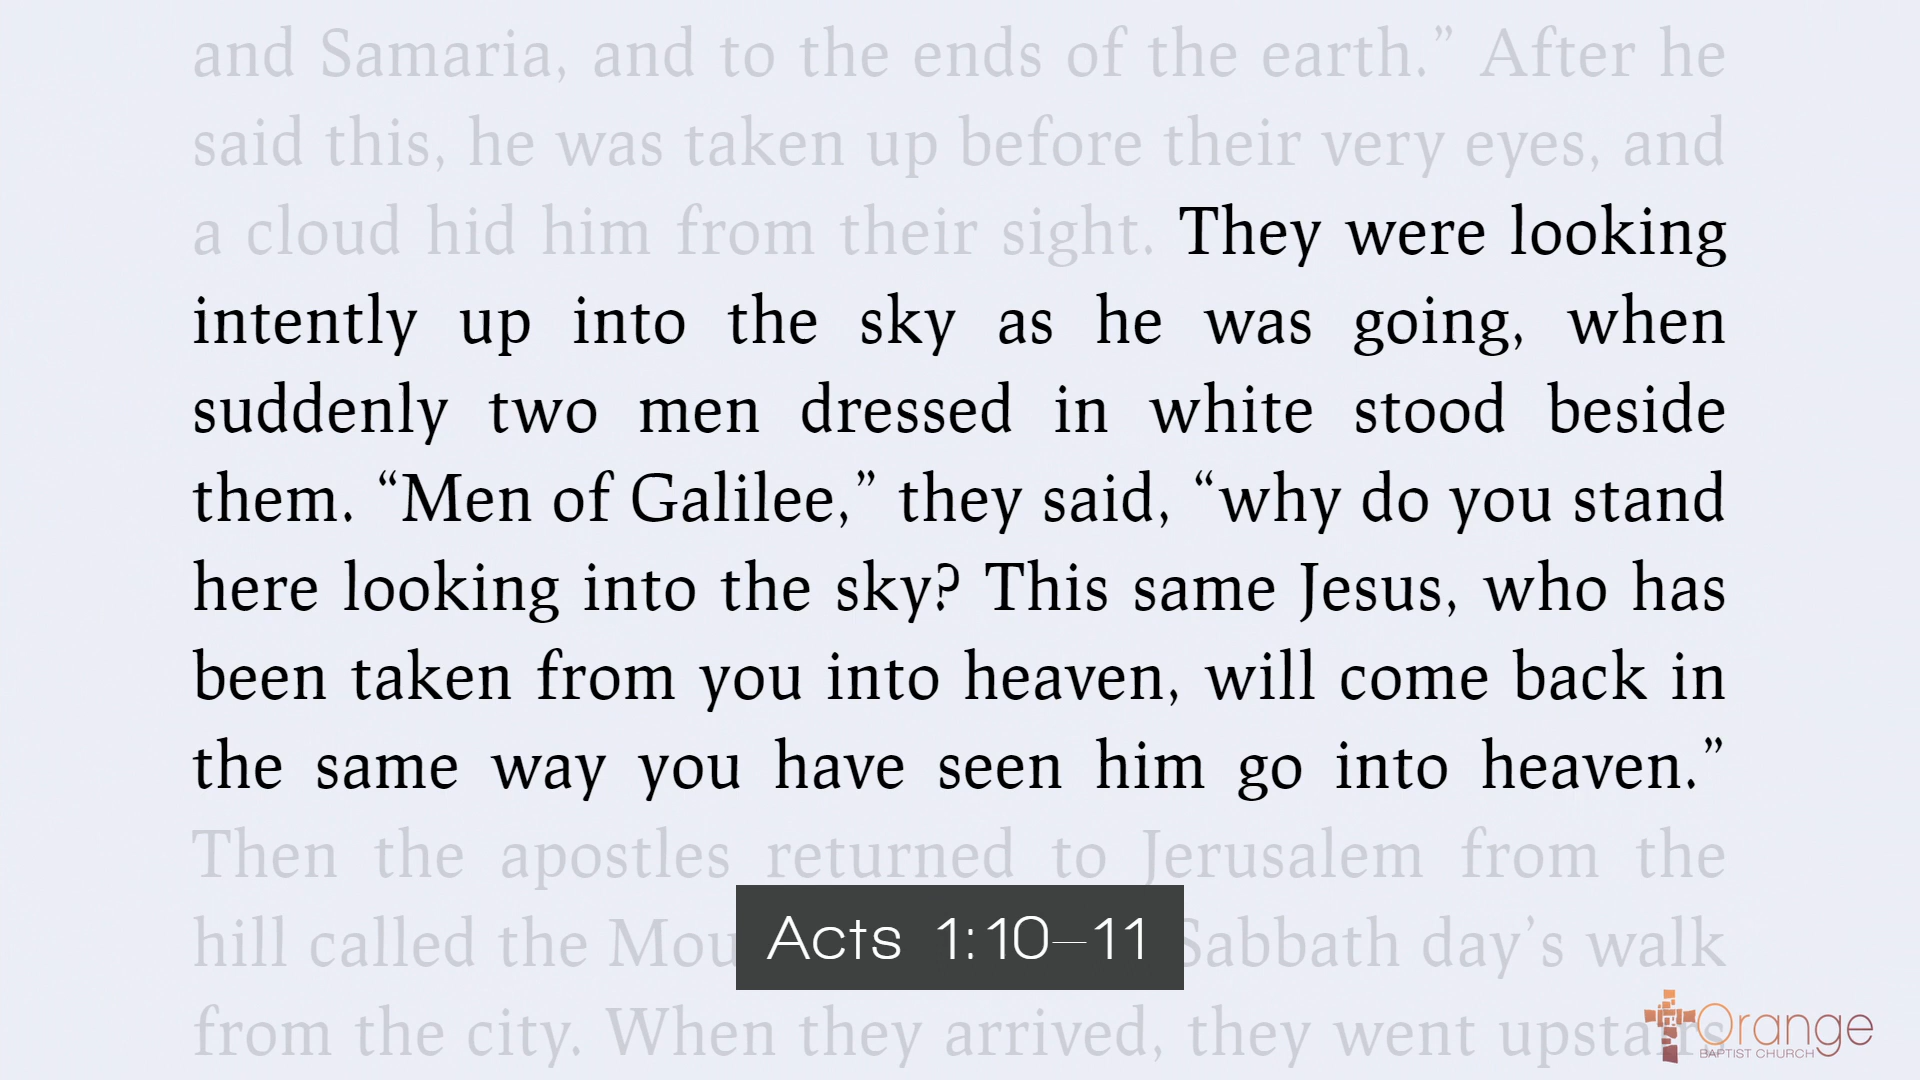 and Samaria, and to the ends of the earth.” After he
said this, he was taken up before their very eyes, and
a cloud hid him from their sight. They were looking
intently up into the sky as he was going, when
suddenly two men dressed in white stood beside
them. “Men of Galilee,” they said, “why do you stand
here looking into the sky? This same Jesus, who has
been taken from you into heaven, will come back in
the same way you have seen him go into heaven.”
Then the apostles returned to Jerusalem from the
hill called the Sabbath day’s walk
Acts 1:10–11
from the city. When they arrived, they went upstairs
Orange
BAPTIST CHURCH